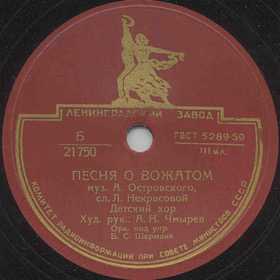 ЛЕНИНГРАДСКИЙ ЗАВОД
Б
21750
ГОСТ 5289-50
III кл.
ПЕСНЯ О ВОЖАТОМ
муз. А. Островского,
сл. Л. Некрасовой
Детский хор
Худ. рук.: А. Н. Чмырев
Орк. под упр.
В. С. Шермана
КОМИТЕТ РАДИОИНФОРМАЦИИ ПРИ СОВЕТЕ МИНИСТРОВ СССР